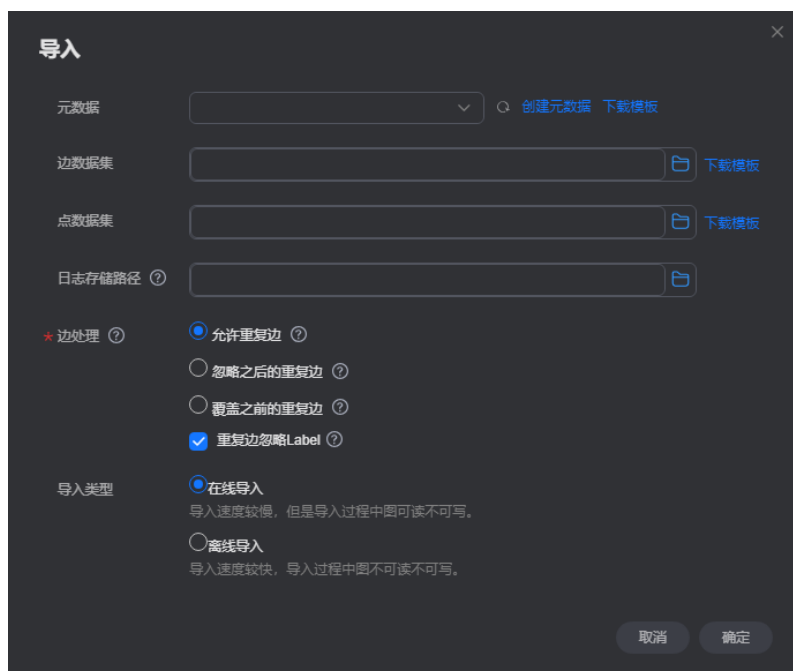 导入
元数据 创建元数据 下载模板
边数据集 下载模板
点数据集 下载模板
日志存储路径
* 边处理 允许重复边
忽略之后的重复边
覆盖之前的重复边
重复边忽略Label
导入类型 在线导入
导入速度较慢，但是导入过程中图可读不可写。
离线导入
导入速度较快，导入过程中图不可读不可写。
取消 确定